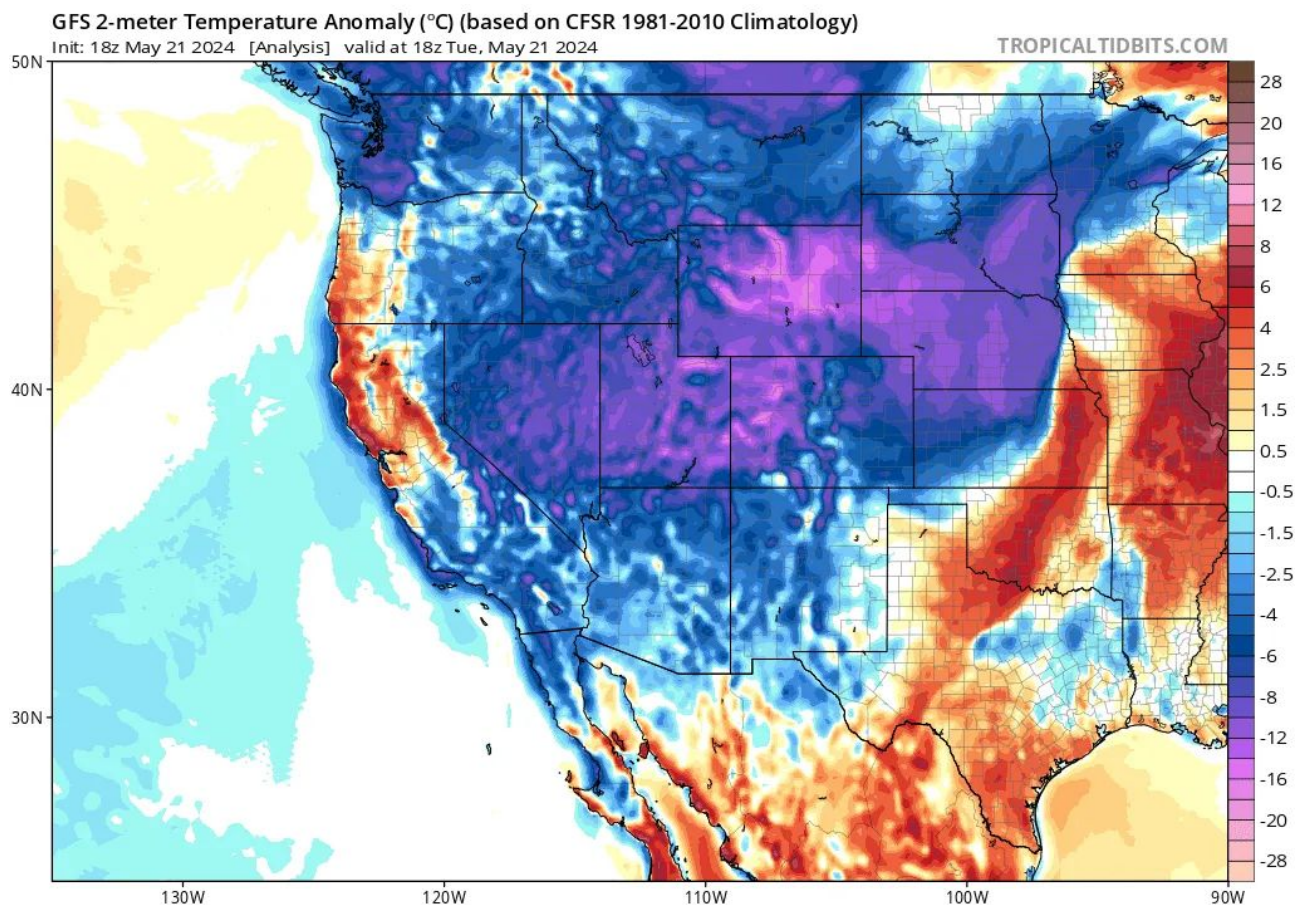 GFS 2-meter Temperature Anomaly (°C) (based on CFSR 1981-2010 Climatology)
Init: 18z May 21 2024 [Analysis] valid at 18z Tue, May 21 2024
TROPICALTIDBITS.COM
50N
40N
30N
130W
120W
110W
100W
90W
28
20
16
12
8
6
4
2.5
1.5
0.5
-0.5
-1.5
-2.5
-4
-6
-8
-12
-16
-20
-28